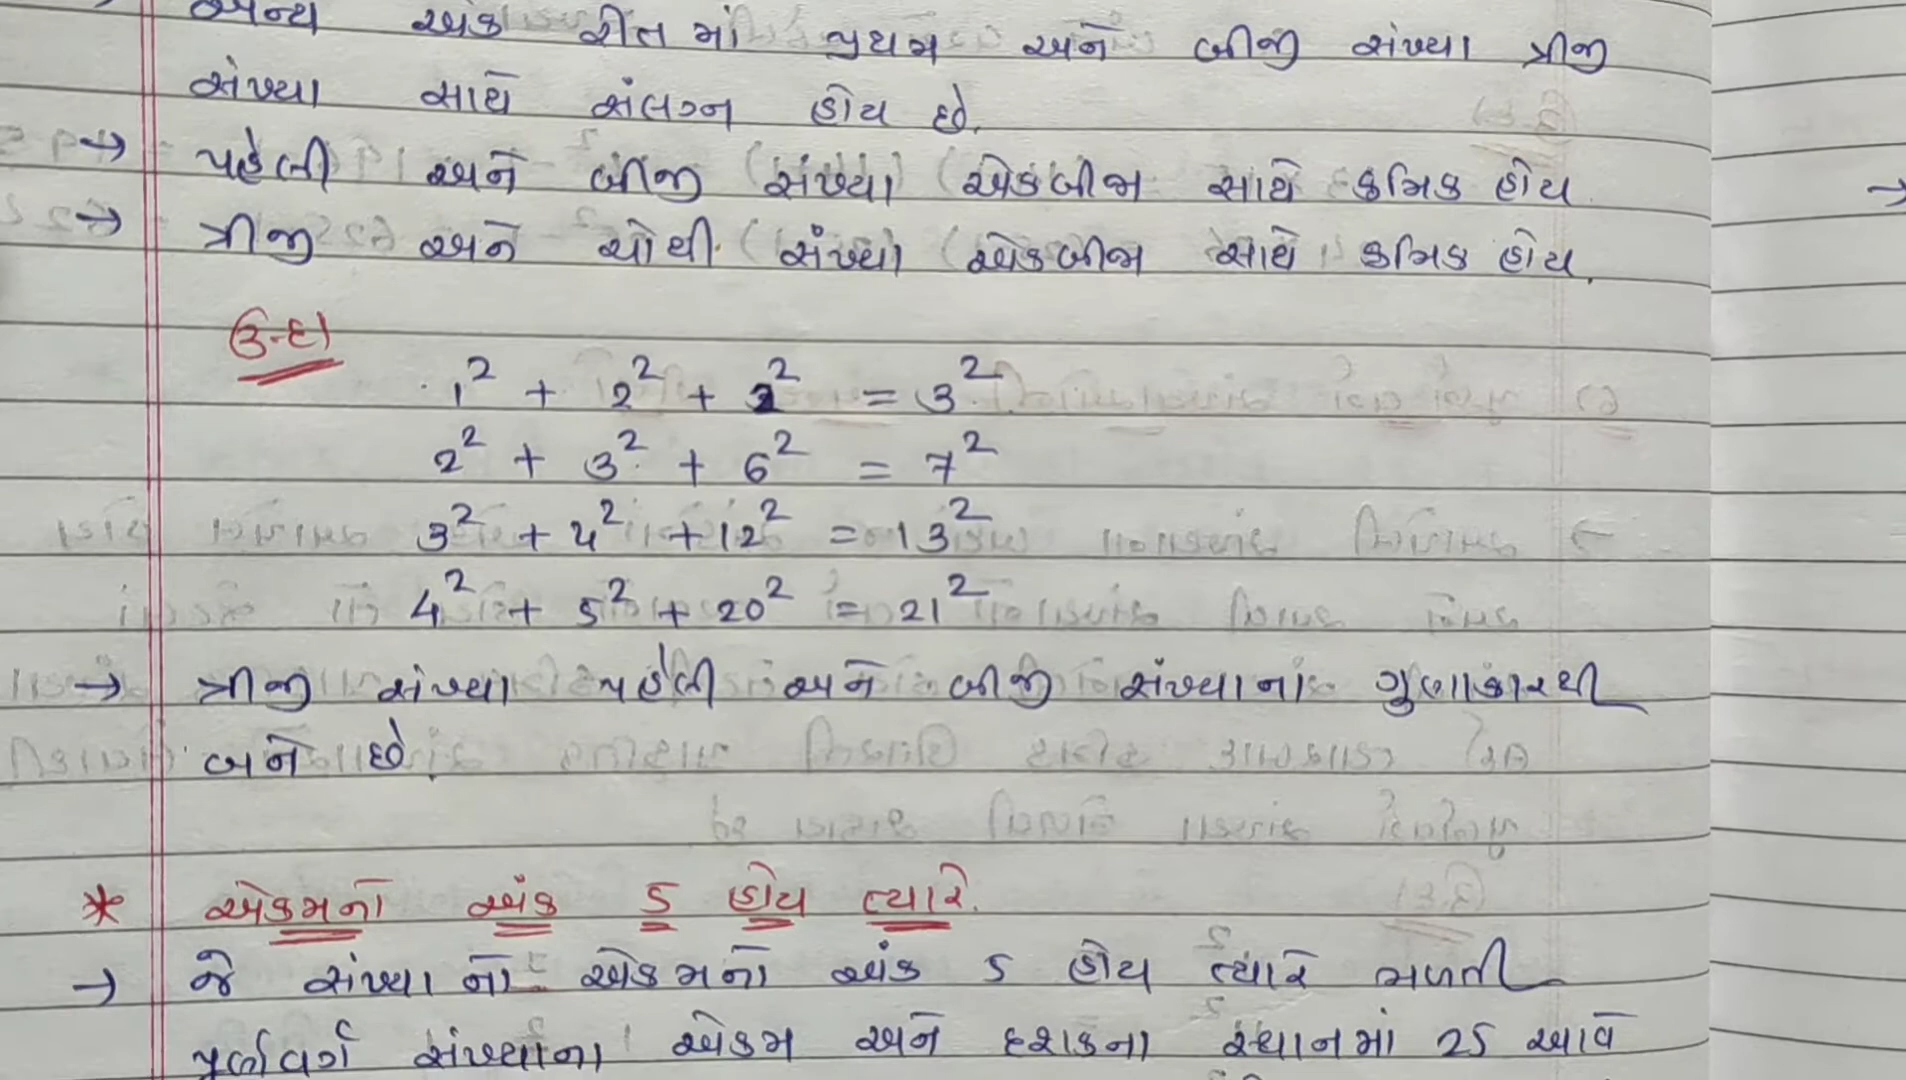 અન્ય એક રીત માં પ્રથમ અને બીજી સંખ્યા ત્રીજી
સંખ્યા સાથે સંલગ્ન હોય છે.
→ પહેલી અને બીજી સંખ્યા એકબીજા સાથે ક્રમિક હોય
→ ત્રીજી અને ચોથી સંખ્યા એકબીજા સાથે ક્રમિક હોય.
ઉ-દા
1² + 2² + 2² = 3²
2² + 3² + 6² = 7²
3² + 4² + 12² = 13²
4² + 5² + 20² = 21²
→ ત્રીજી સંખ્યા પહેલી અને બીજી સંખ્યાનાં ગુણાકારથી
બને છે.
* એકમનો અંક 5 હોય ત્યારે.
→ જે સંખ્યા નો એકમનો અંક 5 હોય ત્યારે મળતી
પૂર્ણવર્ગ સંખ્યાના એકમ અને દશકના સ્થાનમાં 25 આવે